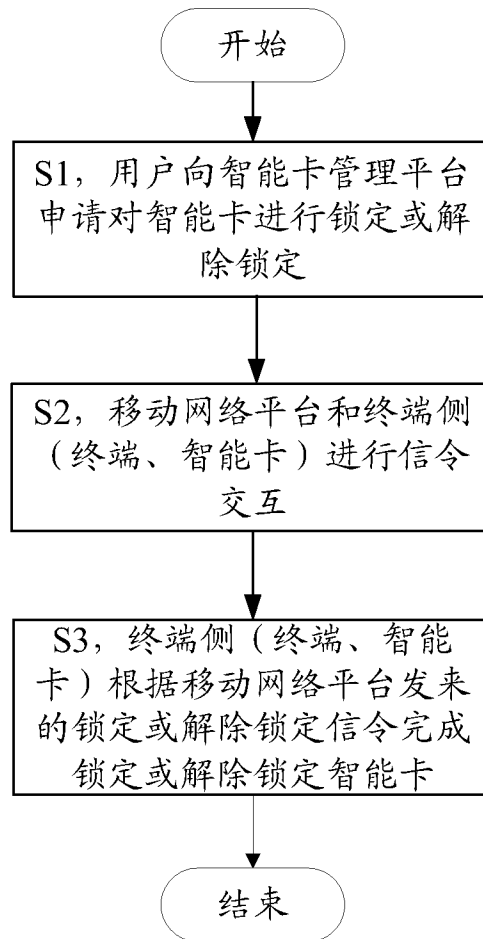 开始
S1，用户向智能卡管理平台
申请对智能卡进行锁定或解
除锁定
S2，移动网络平台和终端侧
（终端、智能卡）进行信令
交互
S3，终端侧（终端、智能
卡）根据移动网络平台发来
的锁定或解除锁定信令完成
锁定或解除锁定智能卡
结束